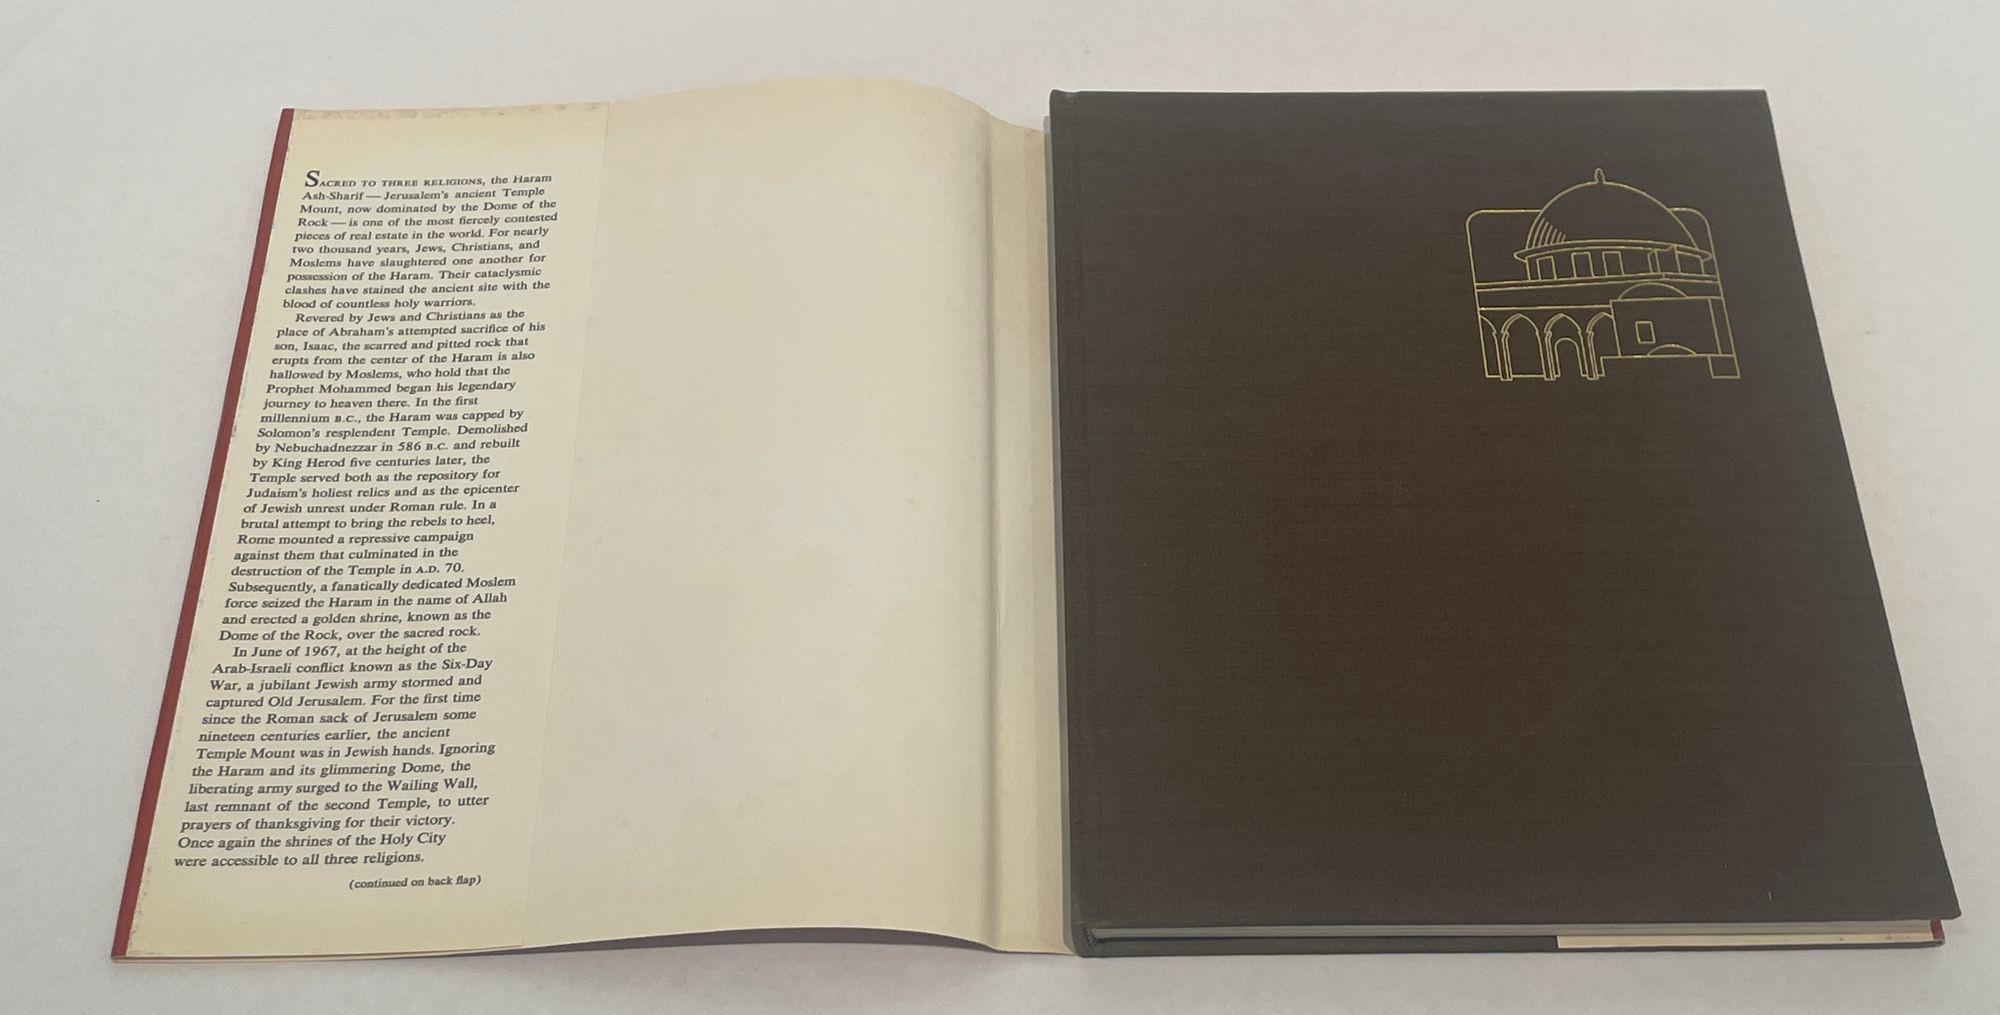 SACRED TO THREE RELIGIONS, the Haram
Ash-Sharif — Jerusalem's ancient Temple
Mount, now dominated by the Dome of the
Rock — is one of the most fiercely contested
pieces of real estate in the world. For nearly
two thousand years, Jews, Christians, and
Moslems have slaughtered one another for
possession of the Haram. Their cataclysmic
clashes have stained the ancient site with the
blood of countless holy warriors.
Revered by Jews and Christians as the
place of Abraham's attempted sacrifice of his
son, Isaac, the scarred and pitted rock that
erupts from the center of the Haram is also
hallowed by Moslems, who hold that the
Prophet Mohammed began his legendary
journey to heaven there. In the first
millennium B.C., the Haram was capped by
Solomon's resplendent Temple. Demolished
by Nebuchadnezzar in 586 B.C. and rebuilt
by King Herod five centuries later, the
Temple served both as the repository for
Judaism's holiest relics and as the epicenter
of Jewish unrest under Roman rule. In a
brutal attempt to bring the rebels to heel,
Rome mounted a repressive campaign
against them that culminated in the
destruction of the Temple in A.D. 70.
Subsequently, a fanatically dedicated Moslem
force seized the Haram in the name of Allah
and erected a golden shrine, known as the
Dome of the Rock, over the sacred rock.
In June of 1967, at the height of the
Arab-Israeli conflict known as the Six-Day
War, a jubilant Jewish army stormed and
captured Old Jerusalem. For the first time
since the Roman sack of Jerusalem some
nineteen centuries earlier, the ancient
Temple Mount was in Jewish hands. Ignoring
the Haram and its glimmering Dome, the
liberating army surged to the Wailing Wall,
last remnant of the second Temple, to utter
prayers of thanksgiving for their victory.
Once again the shrines of the Holy City
were accessible to all three religions.
(continued on back flap)